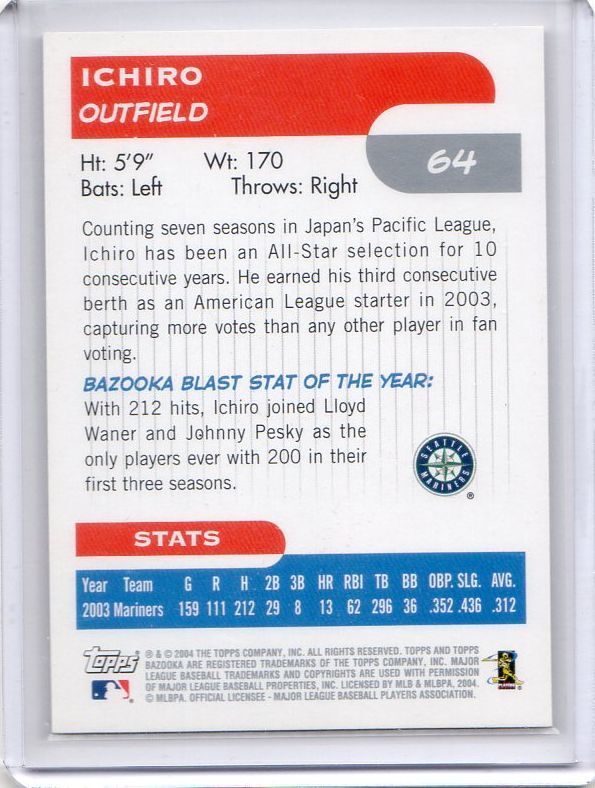 ICHIRO
OUTFIELD
64
Ht: 5'9" Wt: 170
Bats: Left Throws: Right
Counting seven seasons in Japan's Pacific League,
Ichiro has been an All-Star selection for 10
consecutive years. He earned his third consecutive
berth as an American League starter in 2003,
capturing more votes than any other player in fan
voting.
BAZOOKA BLAST STAT OF THE YEAR:
With 212 hits, Ichiro joined Lloyd
Waner and Johnny Pesky as the
only players ever with 200 in their
first three seasons.
SEATTLE
MARINERS
®
STATS
Year Team G R H 2B 3B HR RBI TB BB OBP. SLG. AVG.
2003 Mariners 159 111 212 29 8 13 62 296 36 .352 .436 .312
Topps
® & © 2004 THE TOPPS COMPANY, INC. ALL RIGHTS RESERVED. TOPPS AND TOPPS
BAZOOKA ARE REGISTERED TRADEMARKS OF THE TOPPS COMPANY, INC. MAJOR
LEAGUE BASEBALL TRADEMARKS AND COPYRIGHTS ARE USED WITH PERMISSION
OF MAJOR LEAGUE BASEBALL PROPERTIES, INC. LICENSED BY MLB & MLBPA, 2004.
© MLBPA. OFFICIAL LICENSEE - MAJOR LEAGUE BASEBALL PLAYERS ASSOCIATION.